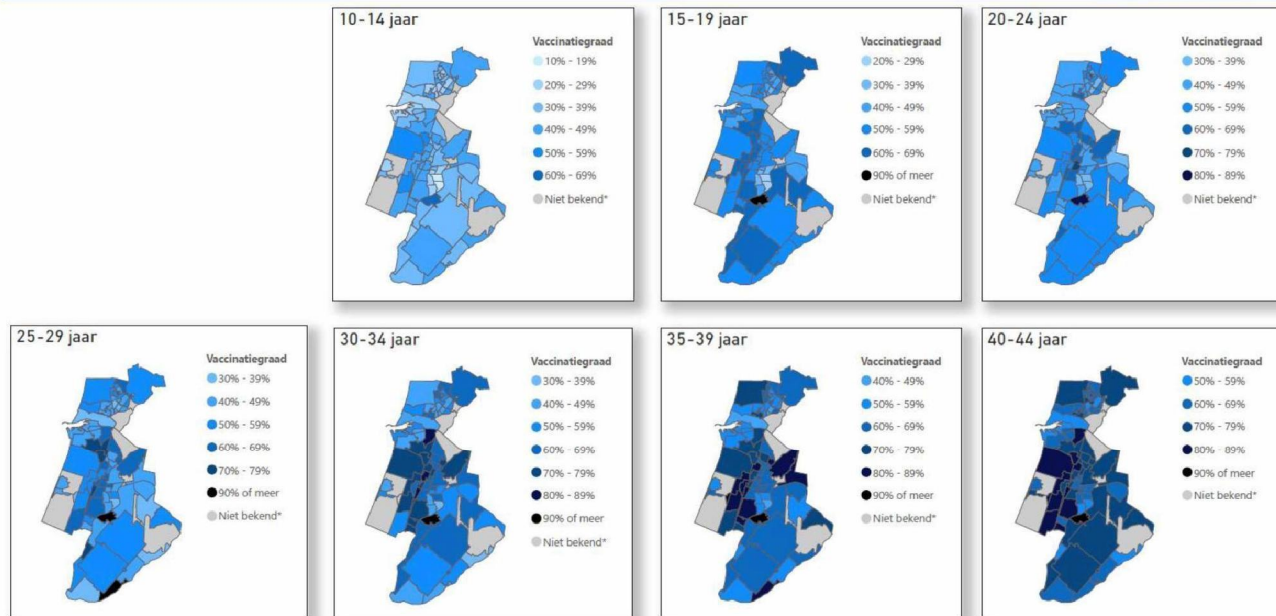 10-14 jaar
Vaccinatiegraad
10% - 19%
20% - 29%
30% - 39%
40% - 49%
50% - 59%
60% - 69%
Niet bekend*
15-19 jaar
Vaccinatiegraad
20% - 29%
30% - 39%
40% - 49%
50% - 59%
60% - 69%
90% of meer
Niet bekend*
20-24 jaar
Vaccinatiegraad
30% - 39%
40% - 49%
50% - 59%
60% - 69%
70% - 79%
80% - 89%
Niet bekend*
25-29 jaar
Vaccinatiegraad
30% - 39%
40% - 49%
50% - 59%
60% - 69%
70% - 79%
90% of meer
Niet bekend*
30-34 jaar
Vaccinatiegraad
30% - 39%
40% - 49%
50% - 59%
60% - 69%
70% - 79%
80% - 89%
90% of meer
Niet bekend*
35-39 jaar
Vaccinatiegraad
40% - 49%
50% - 59%
60% - 69%
70% - 79%
80% - 89%
90% of meer
Niet bekend*
40-44 jaar
Vaccinatiegraad
50% - 59%
60% - 69%
70% - 79%
80% - 89%
90% of meer
Niet bekend*